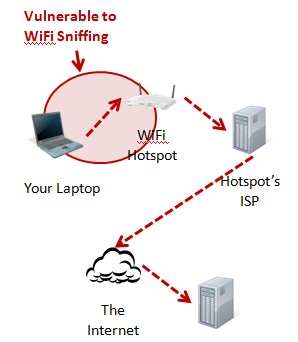 Vulnerable to
WiFi Sniffing
WiFi
Hotspot
Your Laptop
Hotspot's
ISP
The
Internet